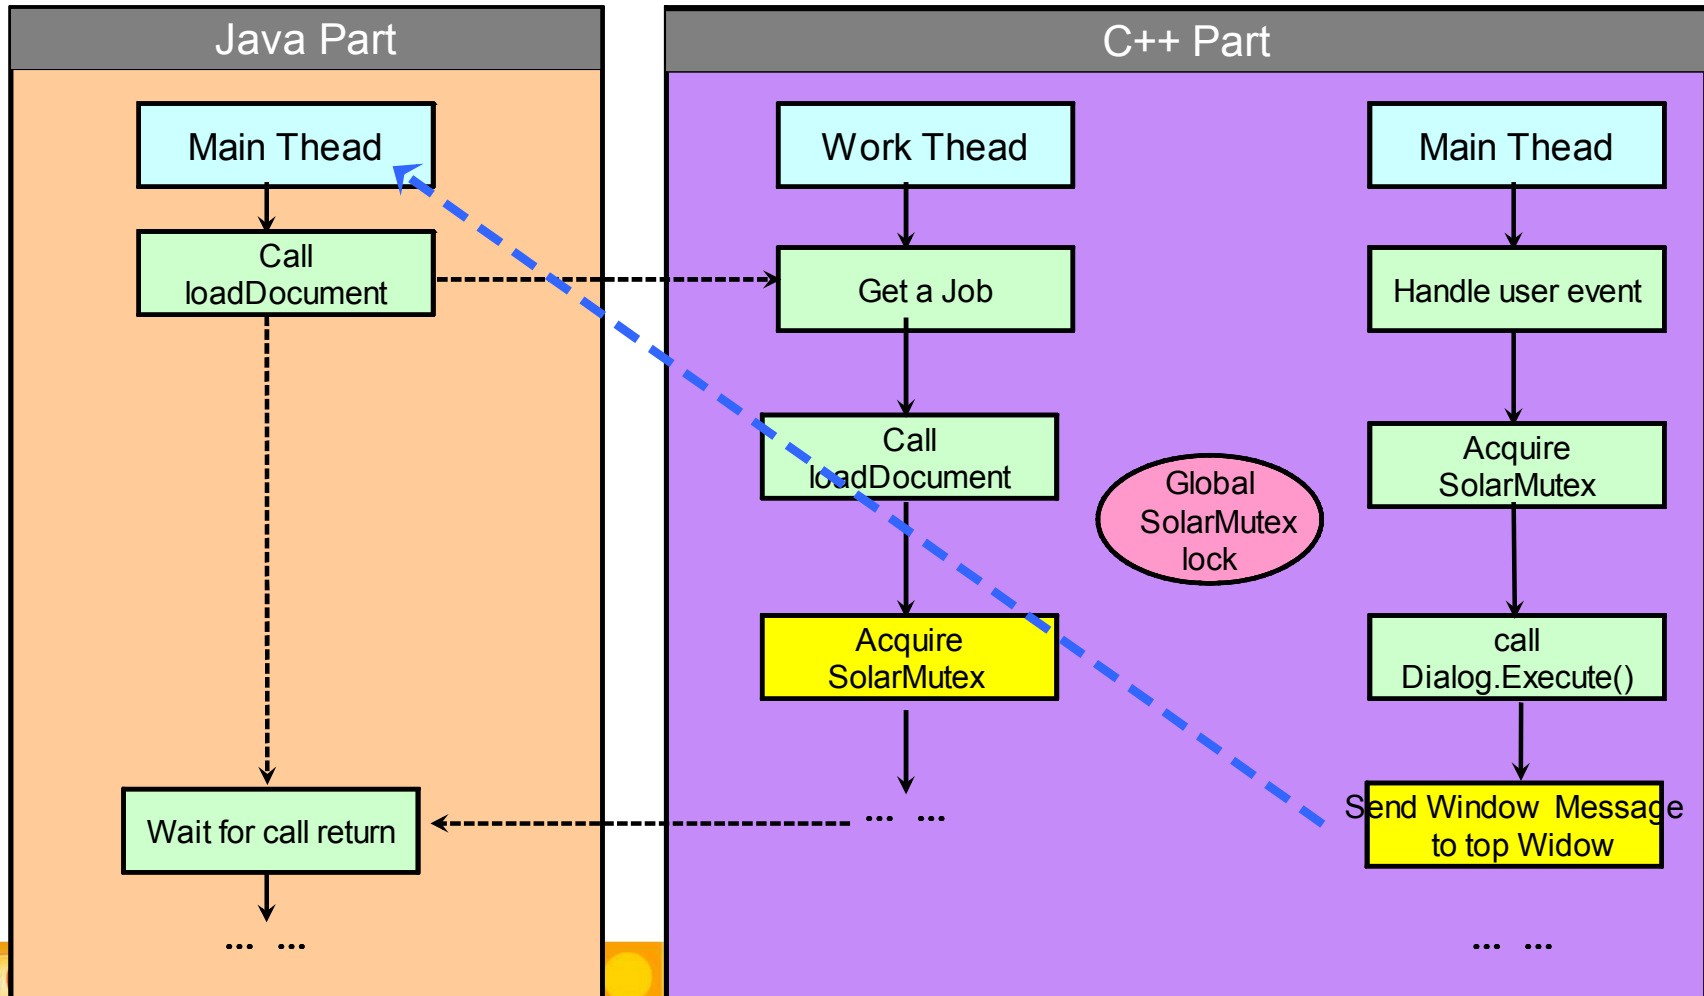 Java Part
Main Thead
Call
loadDocument
Wait for call return
... ...
C++ Part
Work Thead
Get a Job
Call
loadDocument
Acquire
SolarMutex
... ...
Global
SolarMutex
lock
Main Thead
Handle user event
Acquire
SolarMutex
call
Dialog.Execute()
Send Window Message
to top Widow
... ...